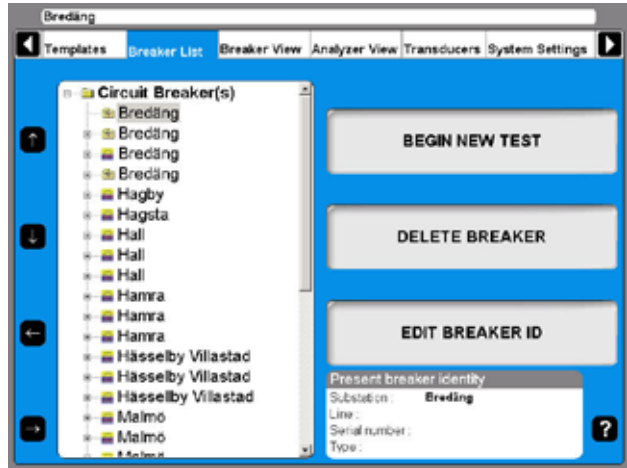 Bredäng
Templates Breaker List Breaker View Analyzer View Transducers System Settings
Circuit Breaker(s)
Bredäng
Bredäng
Bredäng
Bredäng
Hagby
Hagsta
Hall
Hall
Hall
Hamra
Hamra
Hamra
Hässelby Villastad
Hässelby Villastad
Hässelby Villastad
Malmö
Malmö
Malmö
BEGIN NEW TEST
DELETE BREAKER
EDIT BREAKER ID
Present breaker identity
Substation : Bredäng
Line :
Serial number :
Type :
?